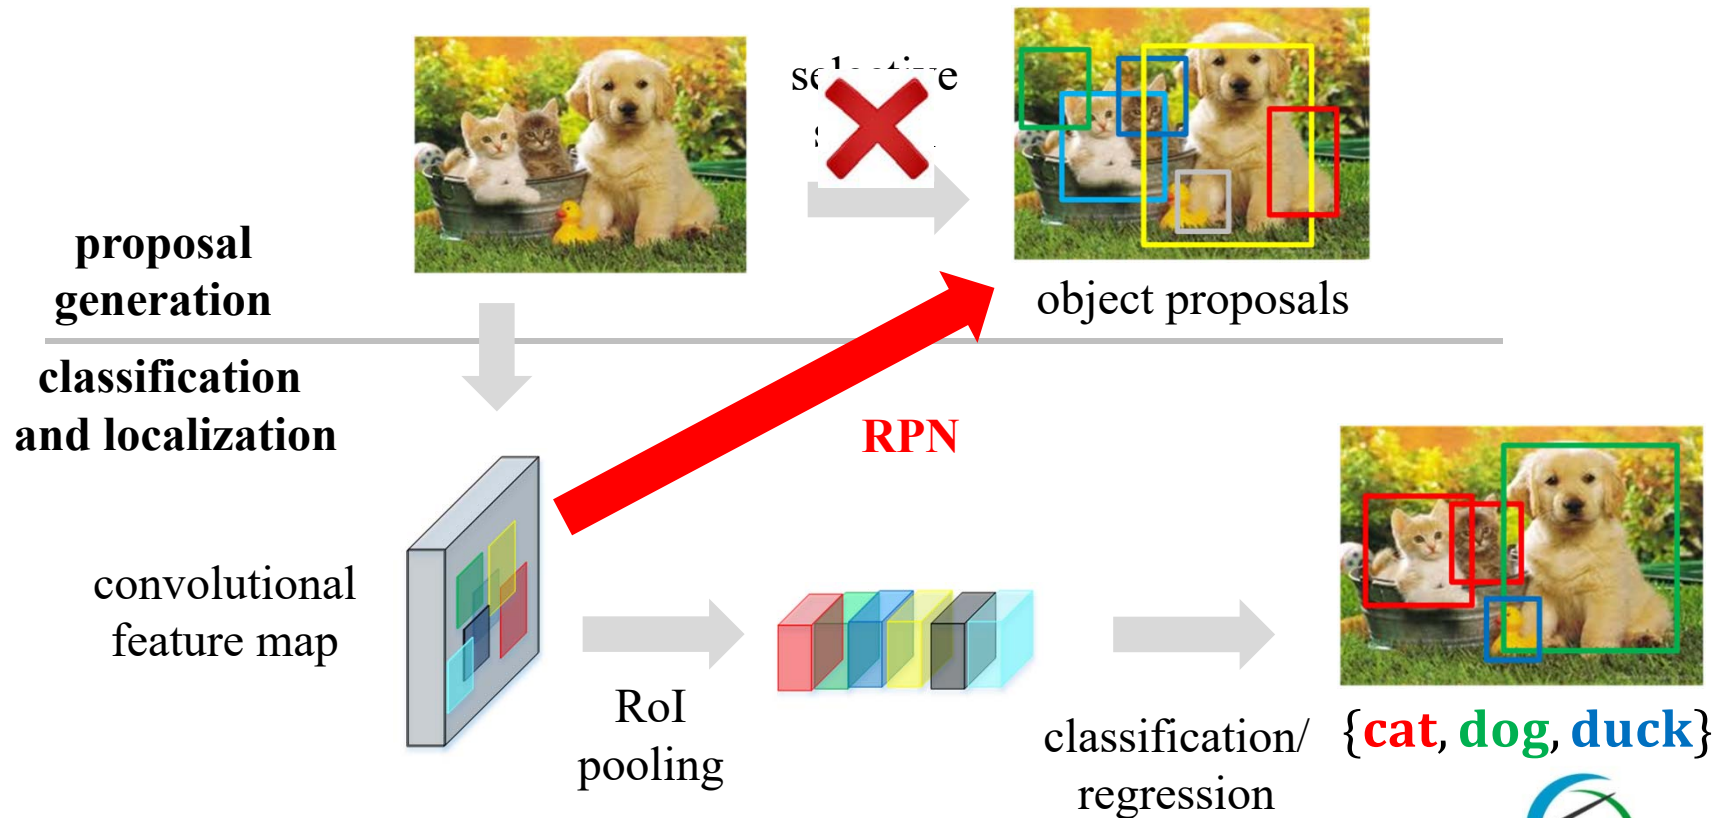 proposal
generation
object proposals
classification
and localization
RPN
convolutional
feature map
RoI
pooling
classification/
regression
{cat, dog, duck}